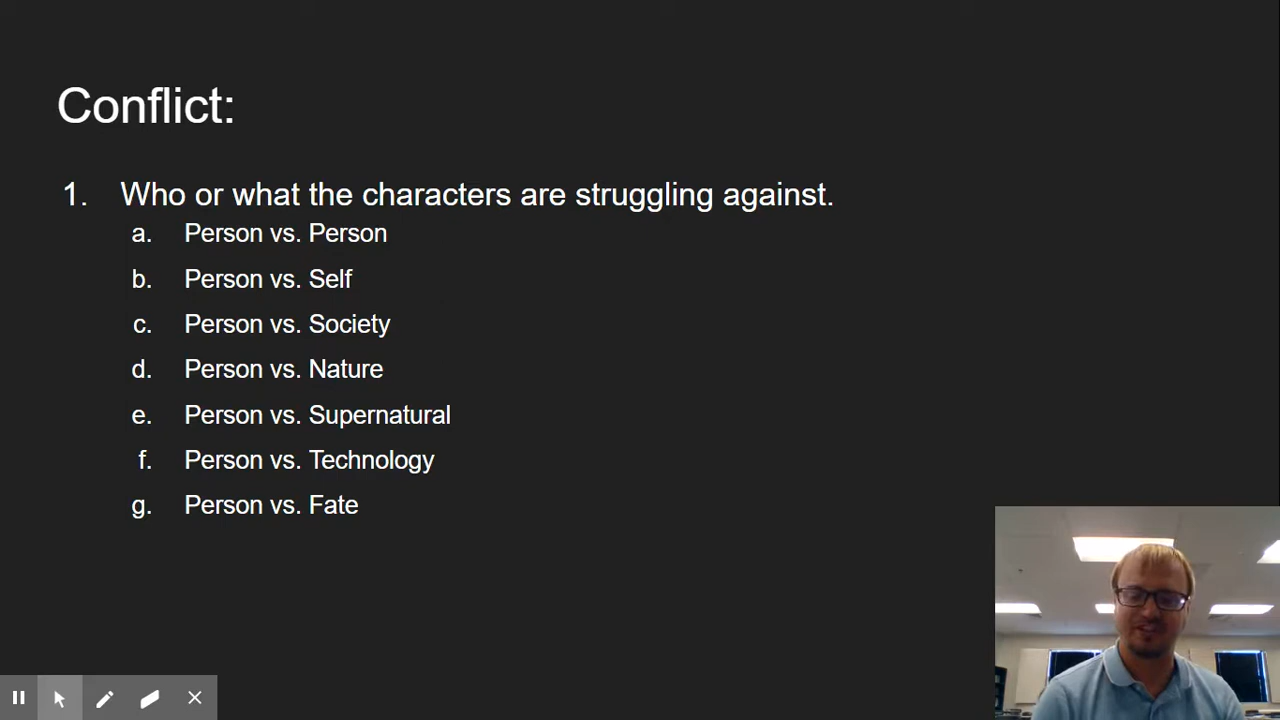 Conflict:
1. Who or what the characters are struggling against.
a. Person vs. Person
b. Person vs. Self
c. Person vs. Society
d. Person vs. Nature
e. Person vs. Supernatural
f. Person vs. Technology
g. Person vs. Fate